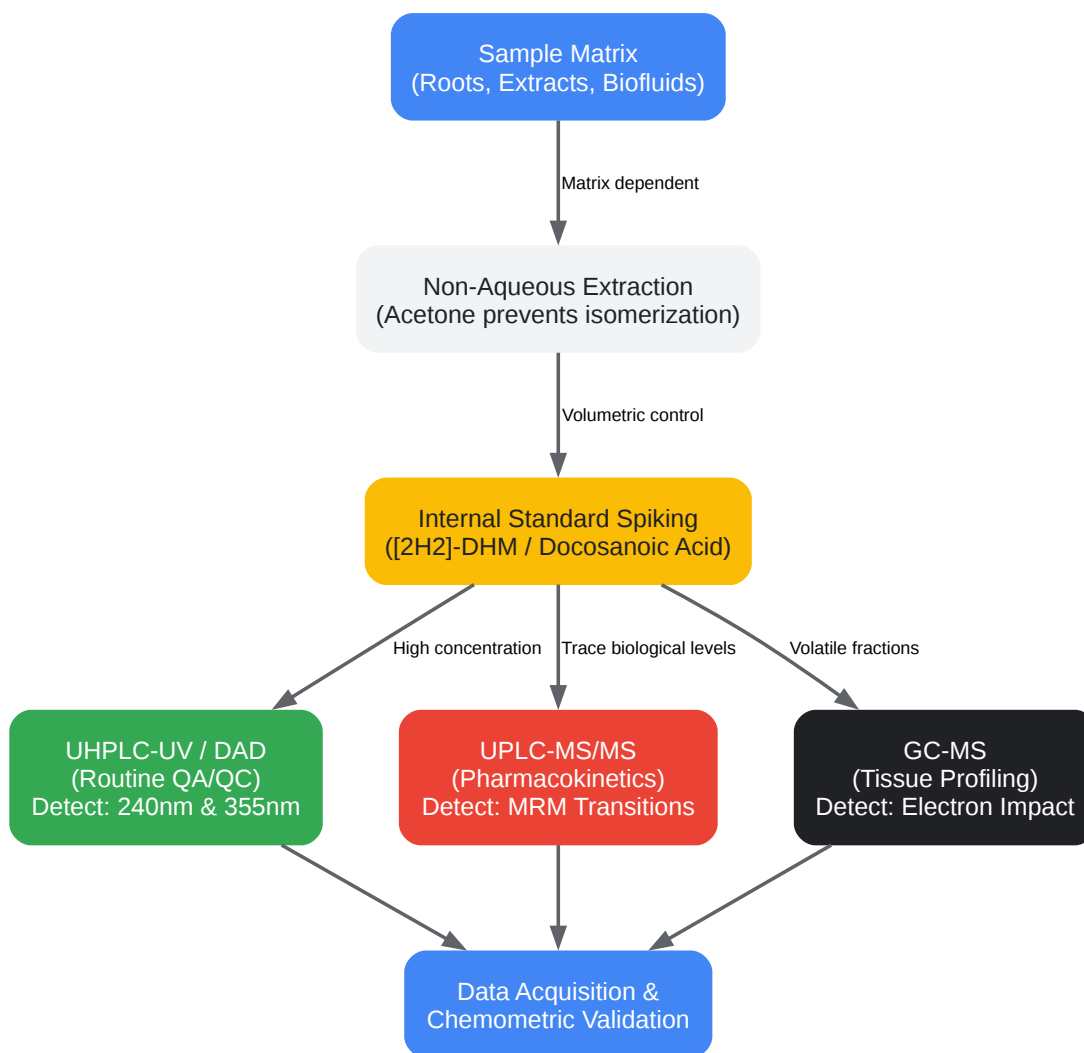 Sample Matrix
(Roots, Extracts, Biofluids)
Matrix dependent
Non-Aqueous Extraction
(Acetone prevents isomerization)
Volumetric control
Internal Standard Spiking
([2H2]-DHM / Docosanoic Acid)
High concentration
Trace biological levels
Volatile fractions
UHPLC-UV / DAD
(Routine QA/QC)
Detect: 240nm & 355nm
UPLC-MS/MS
(Pharmacokinetics)
Detect: MRM Transitions
GC-MS
(Tissue Profiling)
Detect: Electron Impact
Data Acquisition &
Chemometric Validation